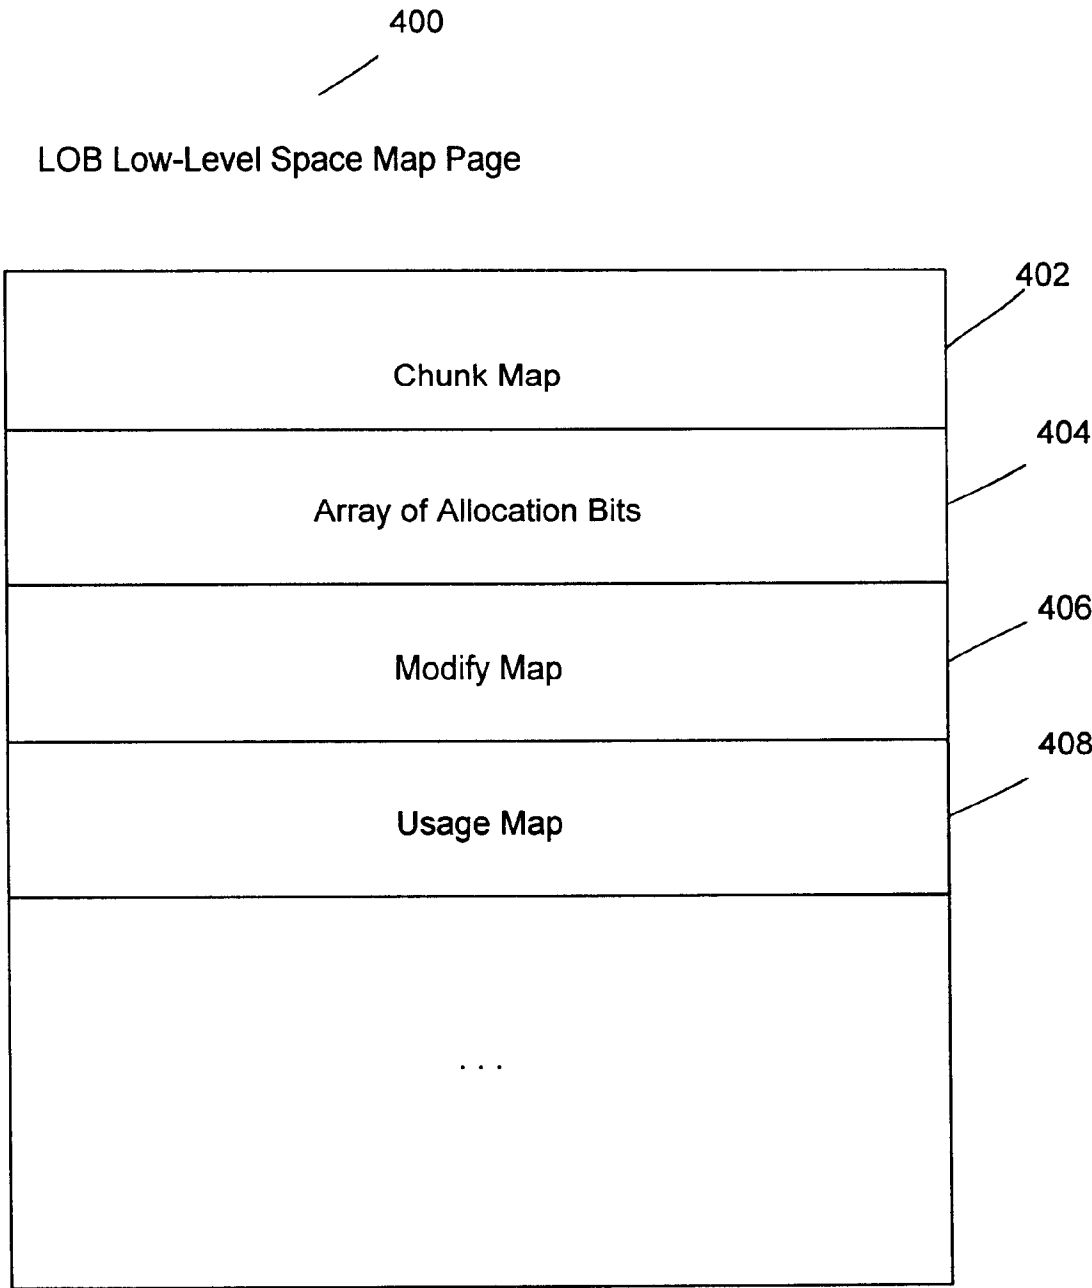 400
LOB Low-Level Space Map Page
402
Chunk Map
404
Array of Allocation Bits
406
Modify Map
408
Usage Map
. . .